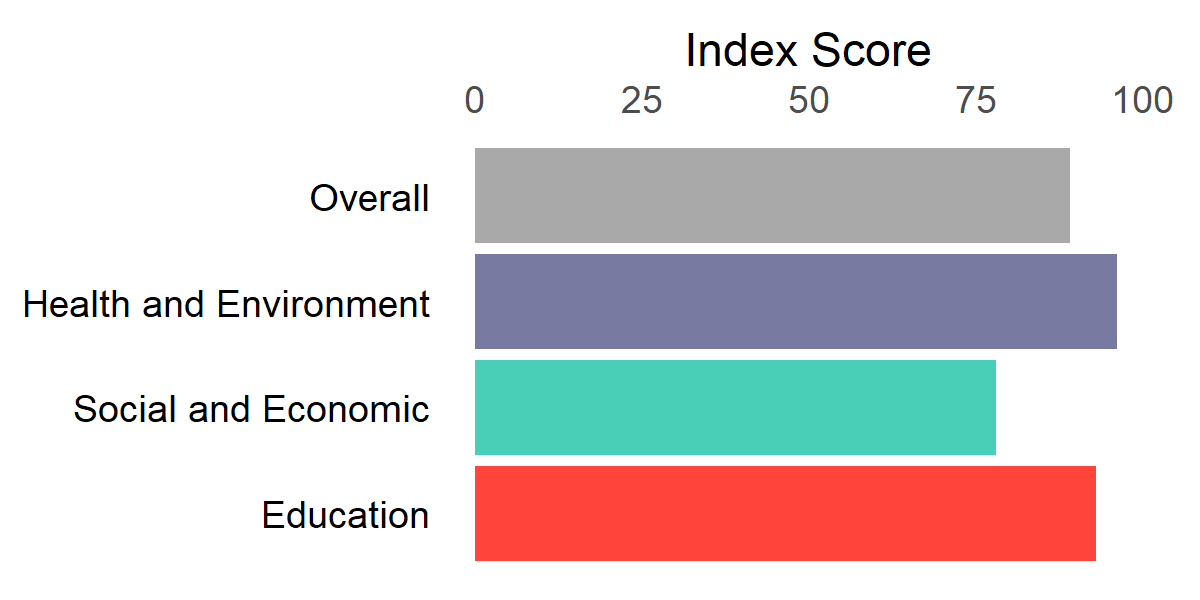 Index Score
0 25 50 75 100
Overall
Health and Environment
Social and Economic
Education